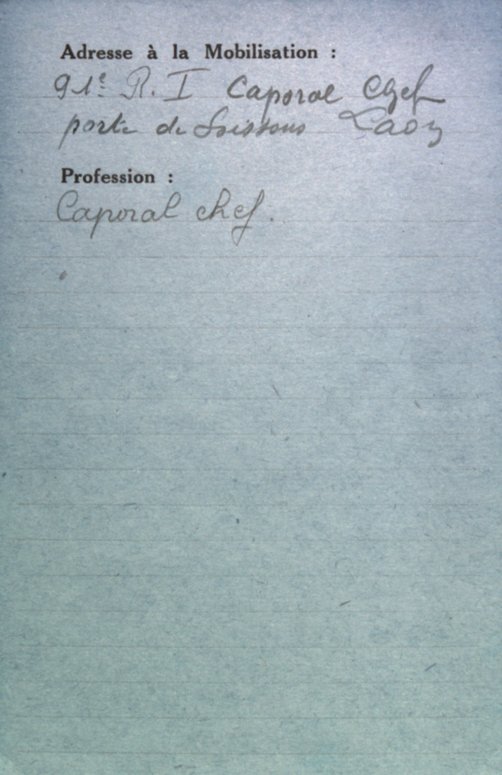 Adresse à la Mobilisation :
91e R. I Caporal Chef
porte de Soissons Laon
Profession :
Caporal chef.